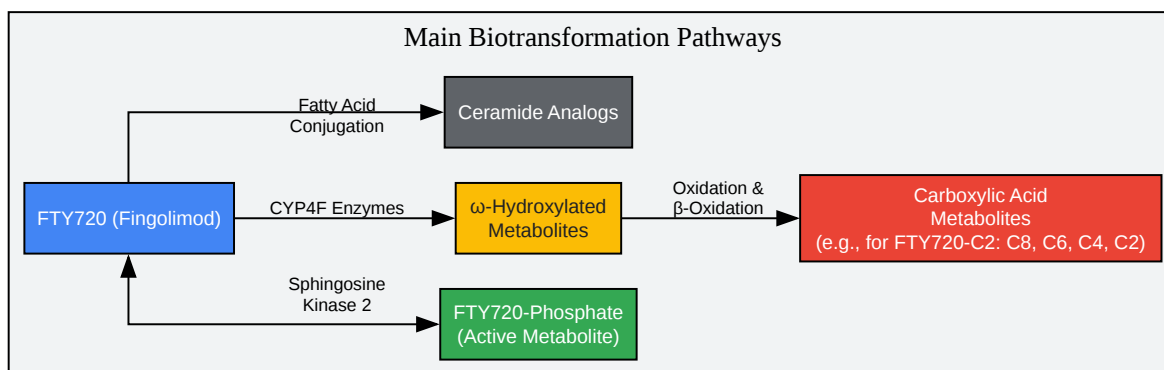 Main Biotransformation Pathways
Fatty Acid
Conjugation
Ceramide Analogs
FTY720 (Fingolimod)
CYP4F Enzymes
ω-Hydroxylated
Metabolites
Oxidation &
β-Oxidation
Carboxylic Acid
Metabolites
(e.g., for FTY720-C2: C8, C6, C4, C2)
Sphingosine
Kinase 2
FTY720-Phosphate
(Active Metabolite)